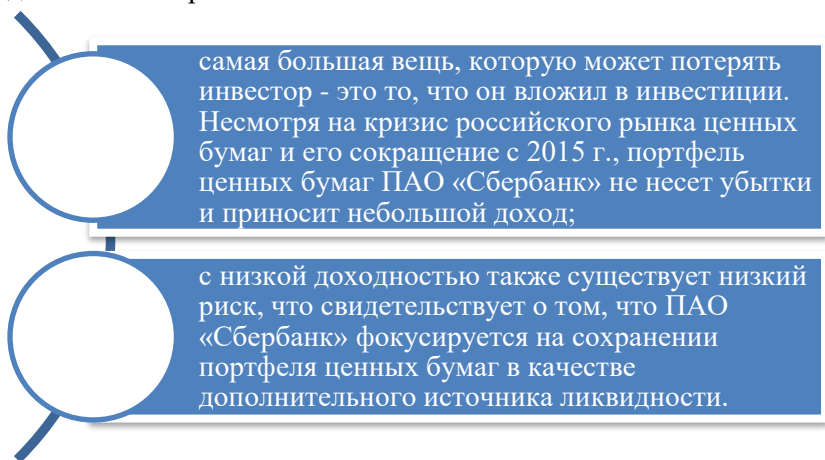 самая большая вещь, которую может потерять
инвестор - это то, что он вложил в инвестиции.
Несмотря на кризис российского рынка ценных
бумаг и его сокращение с 2015 г., портфель
ценных бумаг ПАО «Сбербанк» не несет убытки
и приносит небольшой доход;
с низкой доходностью также существует низкий
риск, что свидетельствует о том, что ПАО
«Сбербанк» фокусируется на сохранении
портфеля ценных бумаг в качестве
дополнительного источника ликвидности.